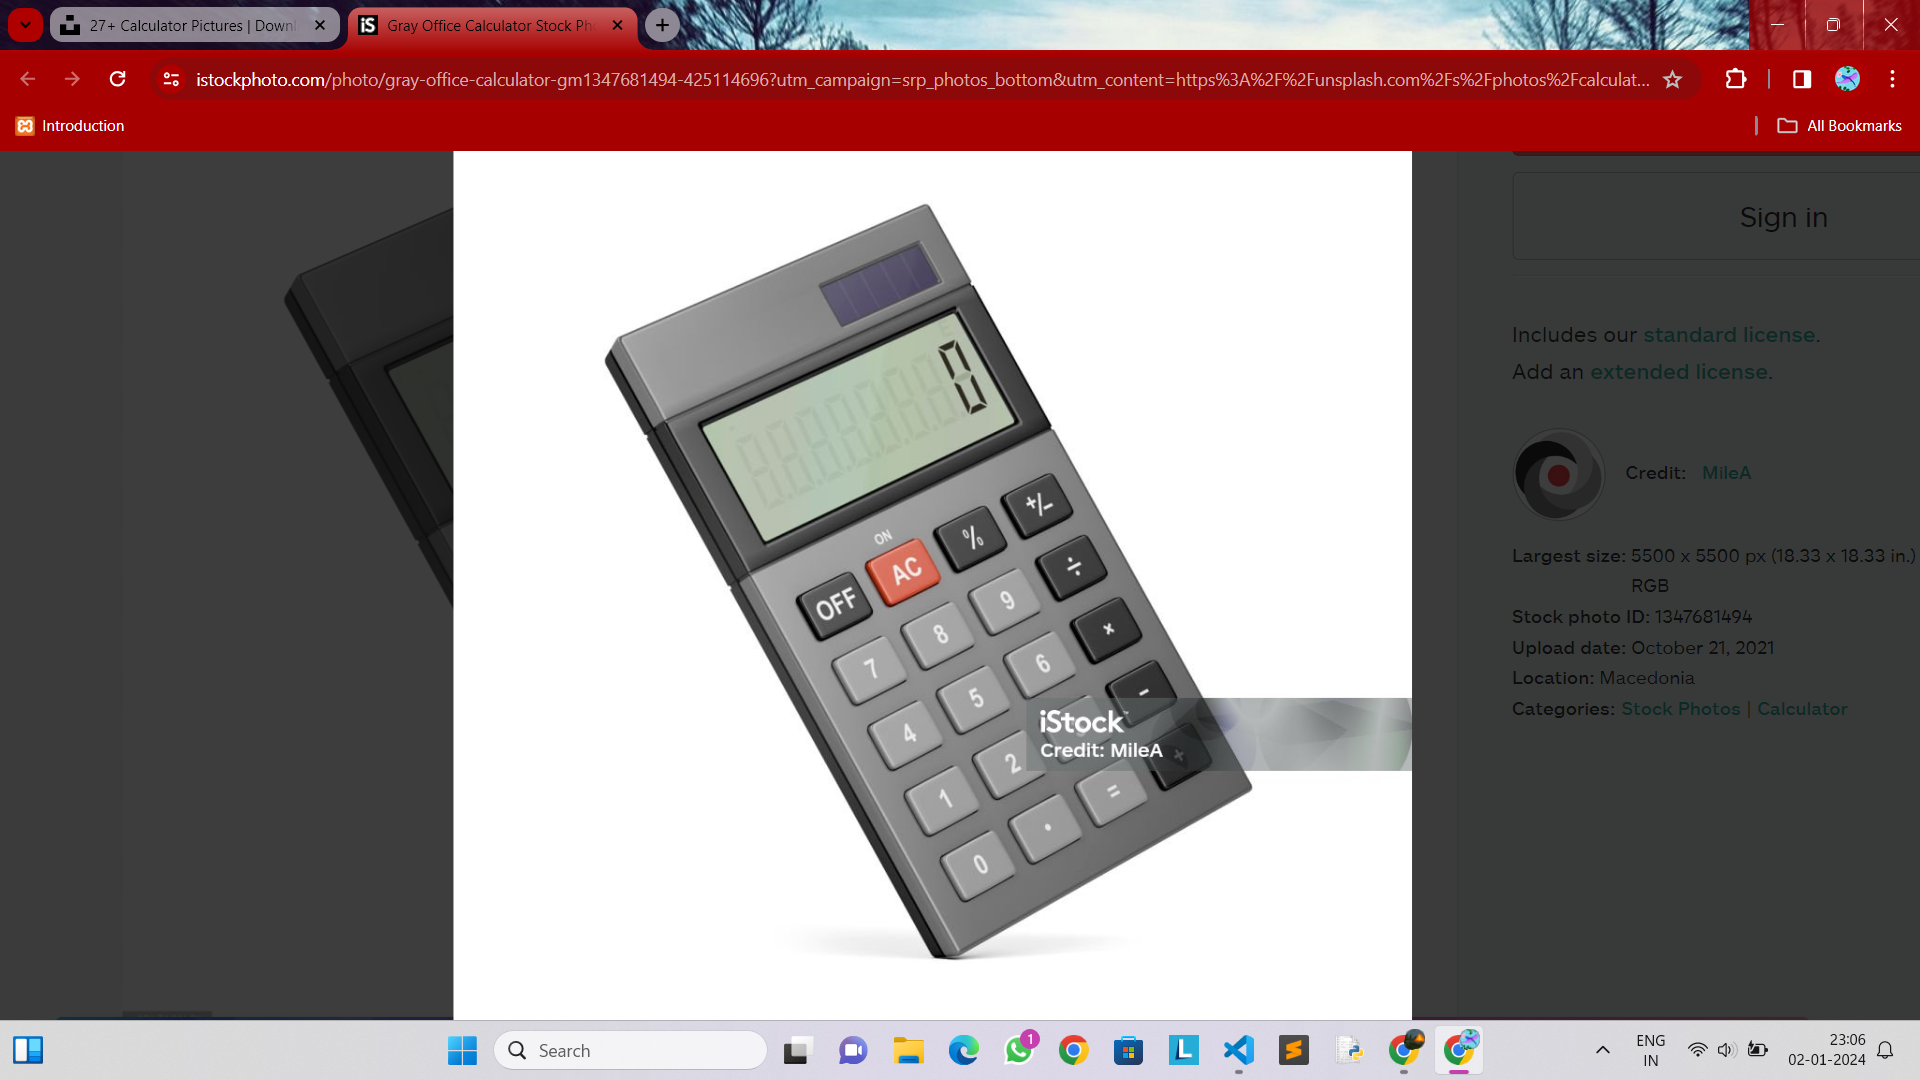 27+ Calculator Pictures | Downl
Gray Office Calculator Stock Ph
istockphoto.com/photo/gray-office-calculator-gm1347681494-425114696?utm_campaign=srp_photos_bottom&utm_content=https%3A%2F%2Funsplash.com%2Fs%2Fphotos%2Fcalculat...
Introduction
All Bookmarks
Sign in
Includes our standard license.
Add an extended license.
Credit: MileA
Largest size: 5500 x 5500 px (18.33 x 18.33 in.)
RGB
Stock photo ID: 1347681494
Upload date: October 21, 2021
Location: Macedonia
Categories: Stock Photos | Calculator
0
ON
OFF AC % +/-
7 8 9 ÷
4 5 6 ×
1 2 -
0 . = +
iStock™
Credit: MileA
Search
1
ENG
IN
23:06
02-01-2024